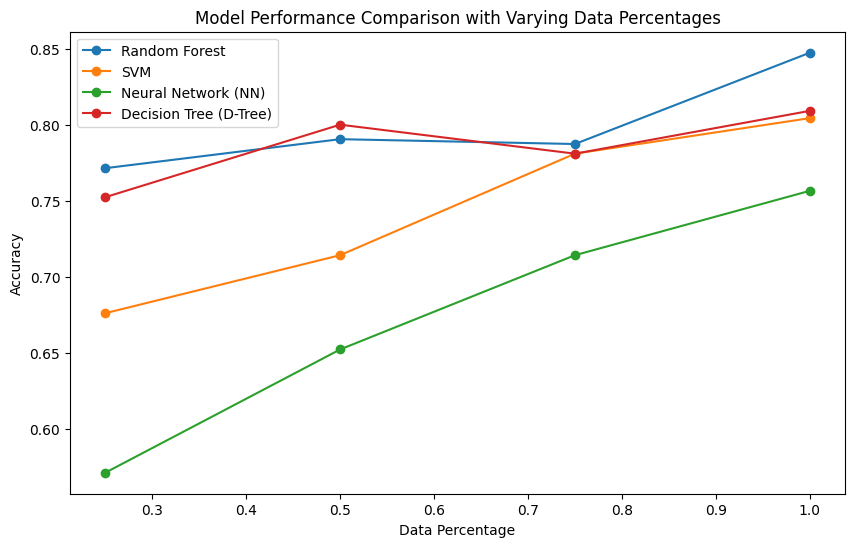 Model Performance Comparison with Varying Data Percentages
Random Forest
SVM
Neural Network (NN)
Decision Tree (D-Tree)
0.85
0.80
0.75
0.70
0.65
0.60
Accuracy
0.3 0.4 0.5 0.6 0.7 0.8 0.9 1.0
Data Percentage